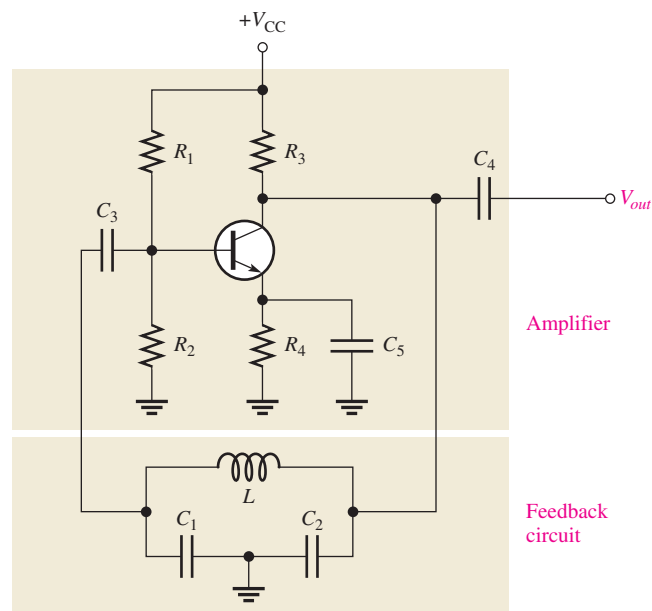 +VCC
R1
R3
C4
C3
Vout
R2
R4
C5
Amplifier
L
C1
C2
Feedback
circuit